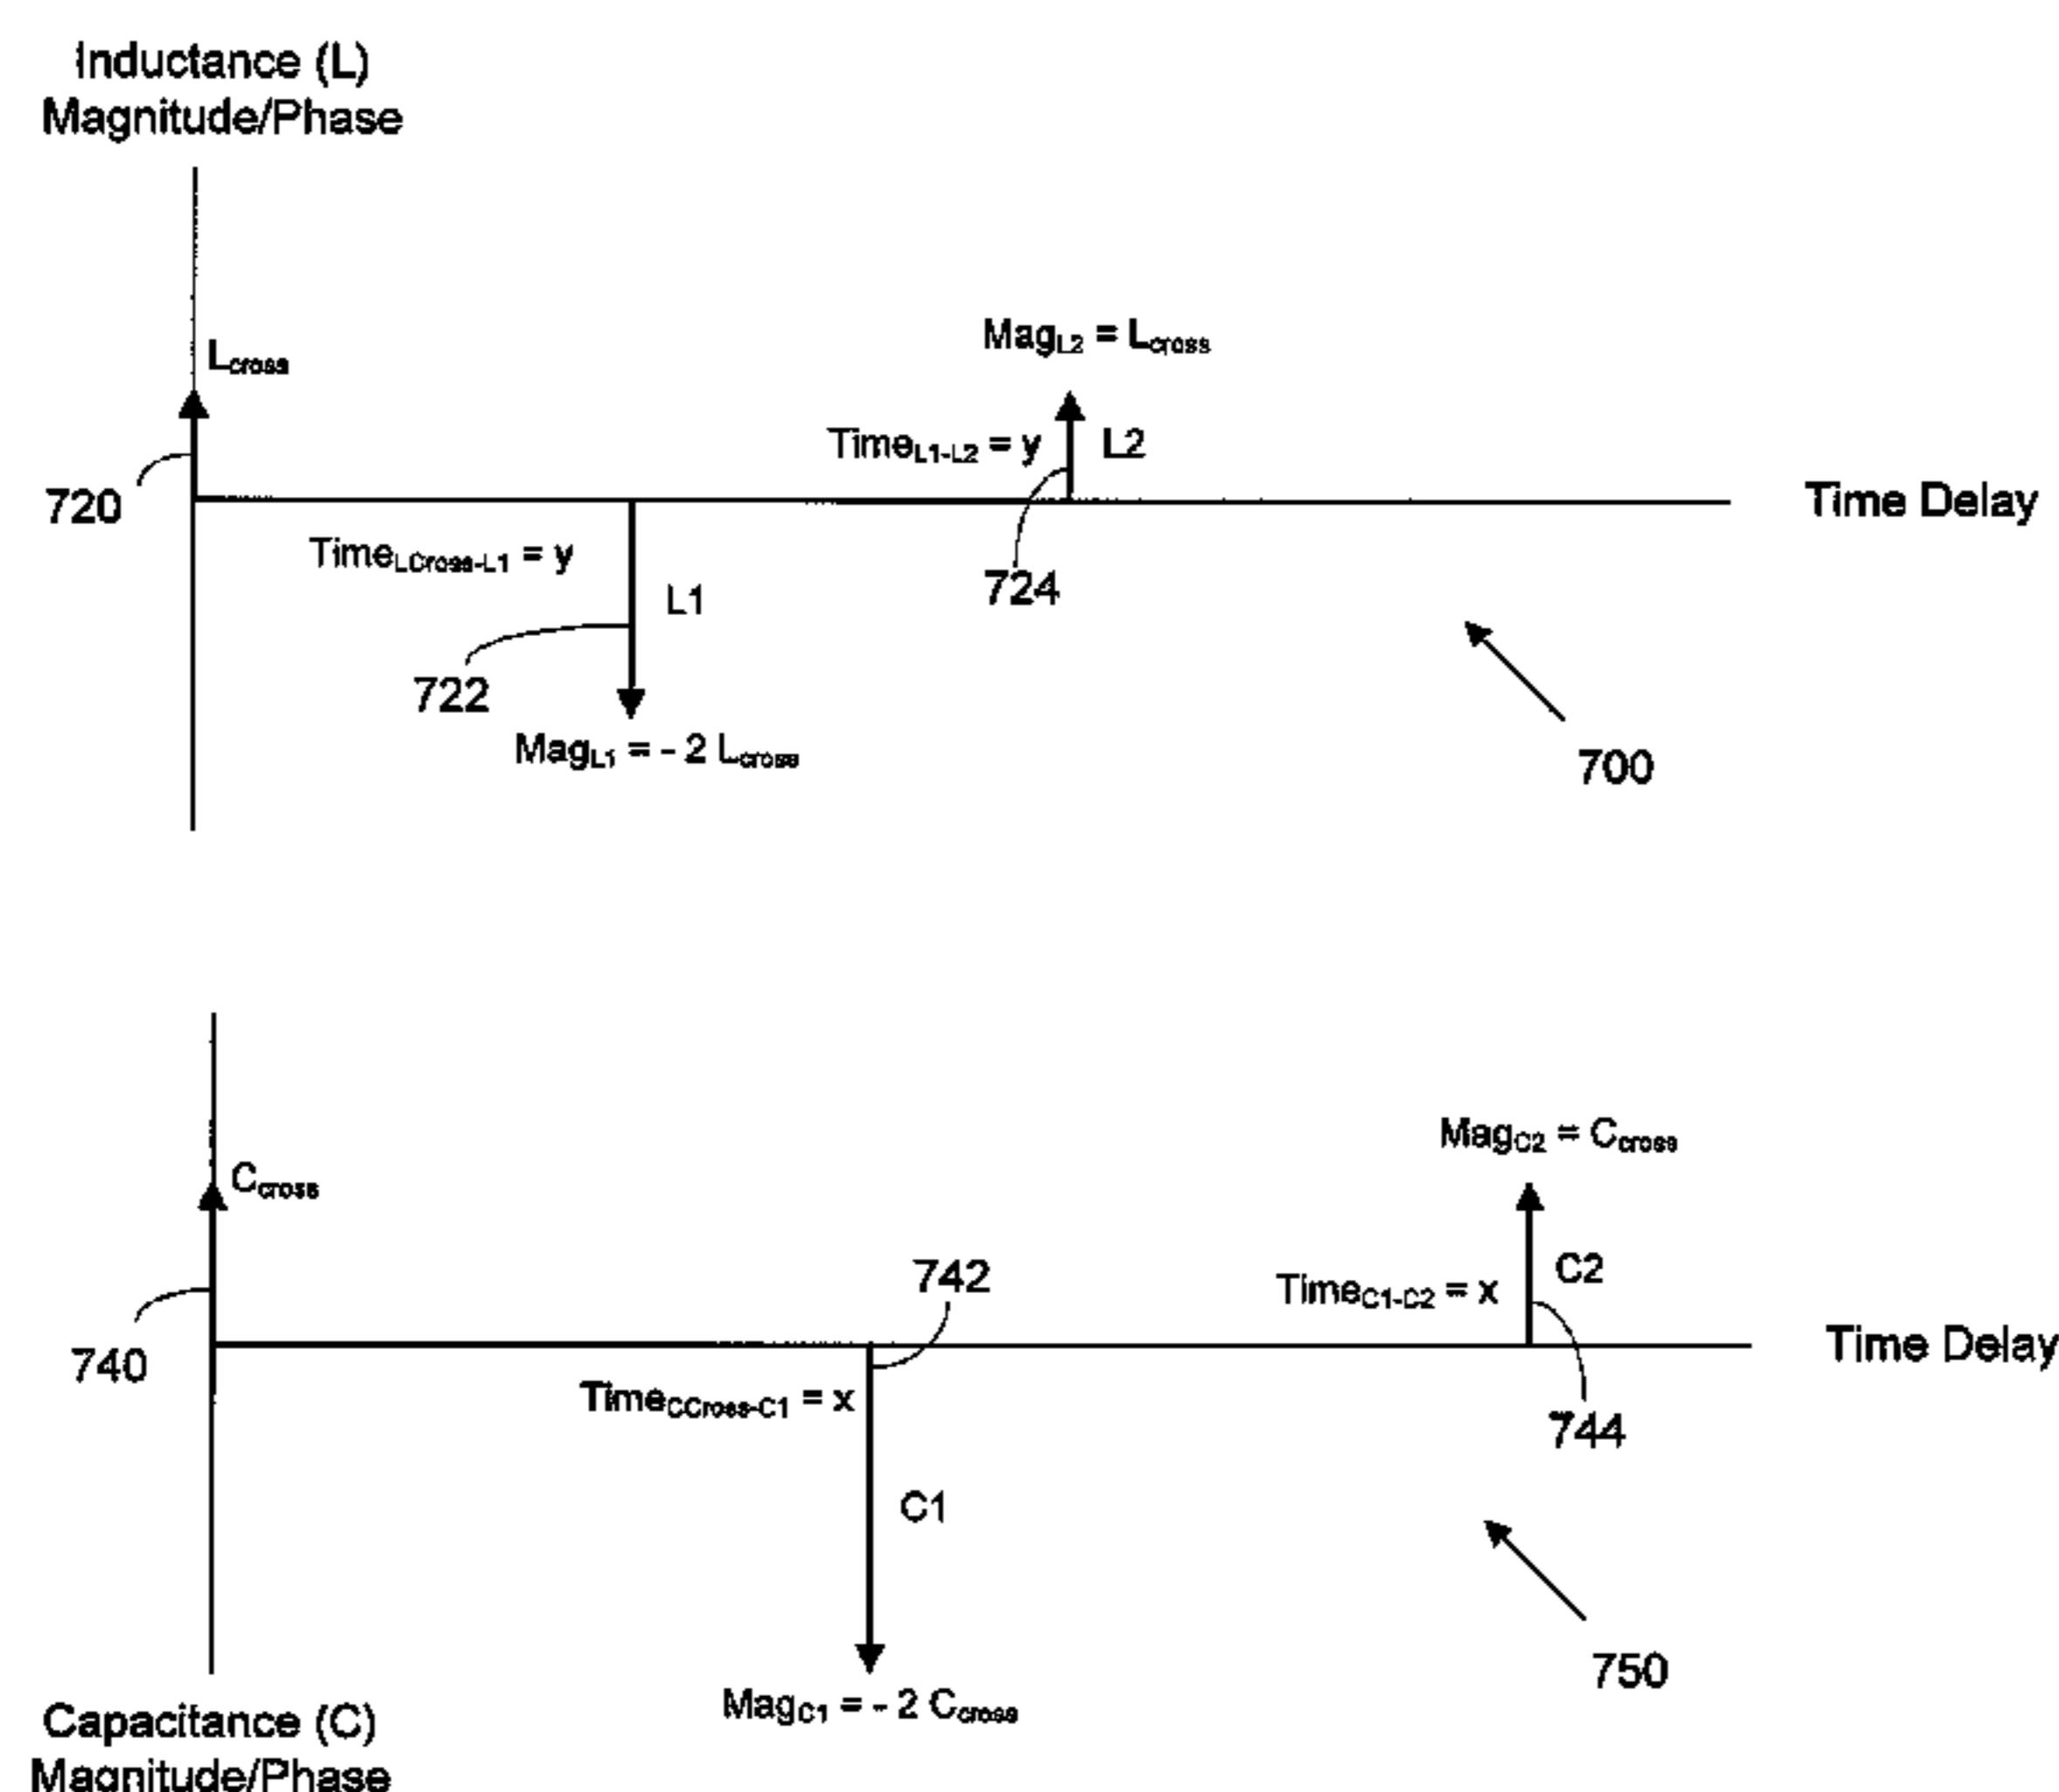 Inductance (L)
Magnitude/Phase
Lcross
MagL2 = Lcross
TimeL1-L2 = y
L2
720
Time Delay
TimeLCross-L1 = y
724
L1
722
MagL1 = - 2 Lcross
700
MagC2 = Ccross
Ccross
742
C2
TimeC1-C2 = x
740
Time Delay
TimeCCross-C1 = x
744
C1
750
MagC1 = - 2 Ccross
Capacitance (C)
Magnitude/Phase